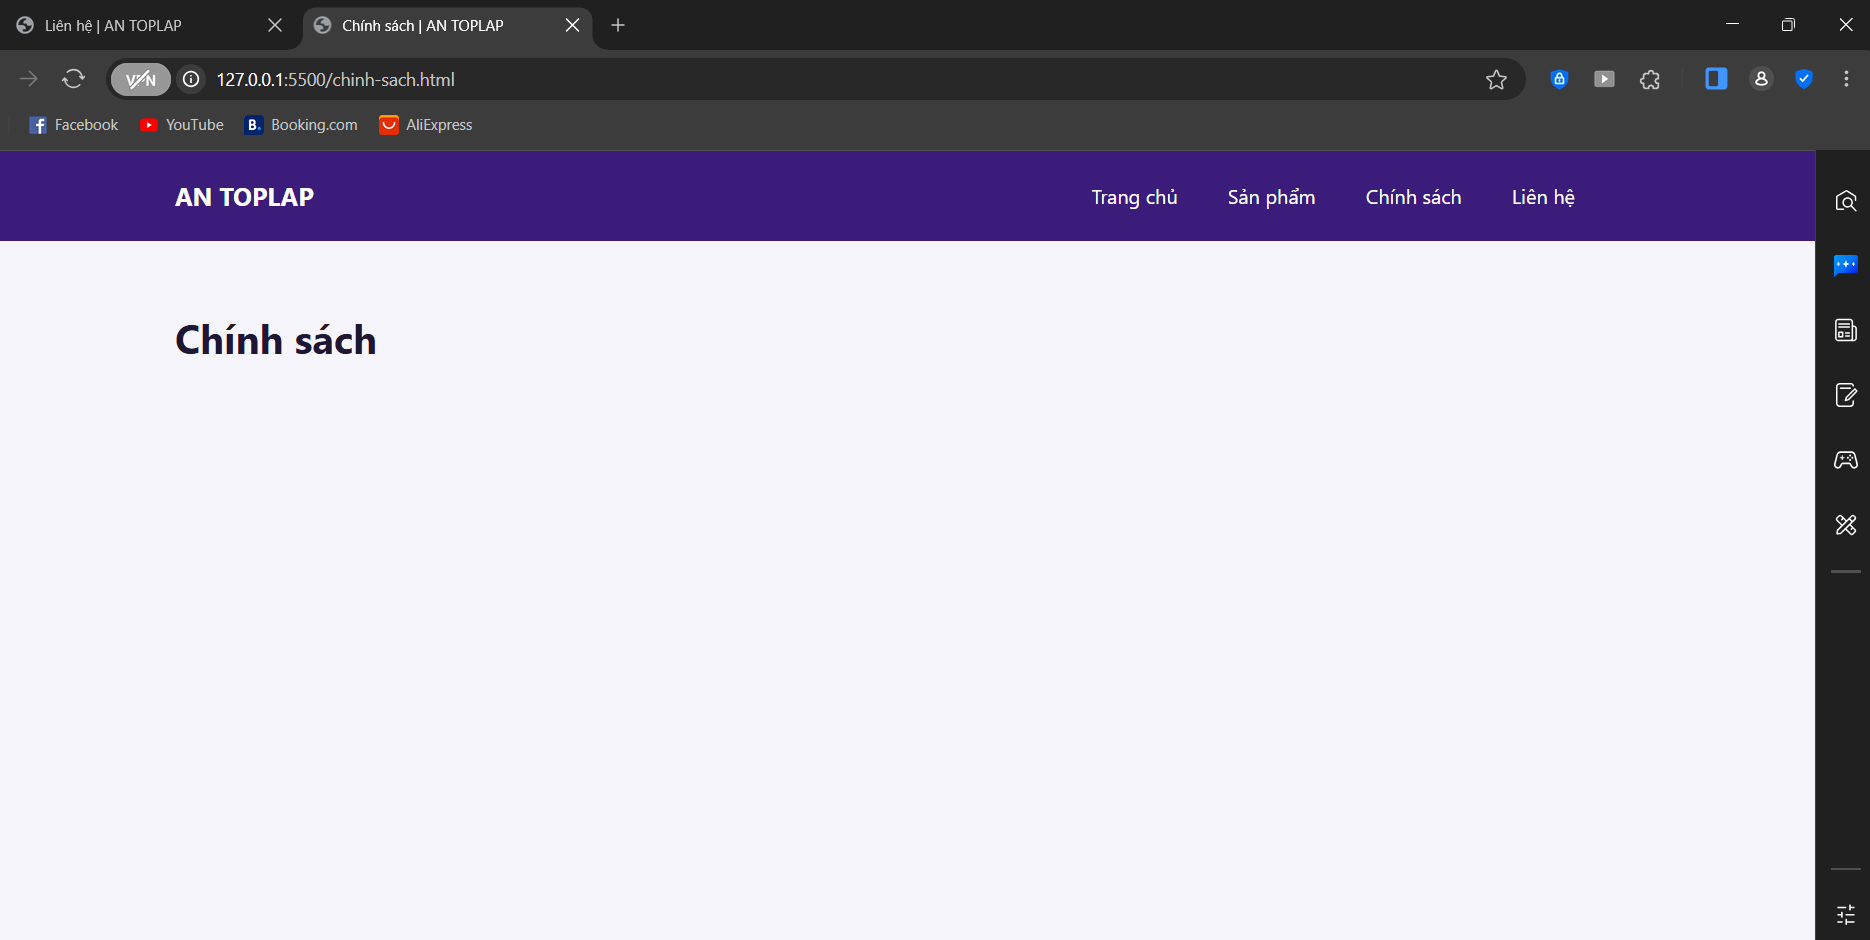 Liên hệ | AN TOPLAP
Chính sách | AN TOPLAP
VPN
127.0.0.1:5500/chinh-sach.html
Facebook
YouTube
B. Booking.com
AliExpress
AN TOPLAP
Trang chủ
Sản phẩm
Chính sách
Liên hệ
Chính sách